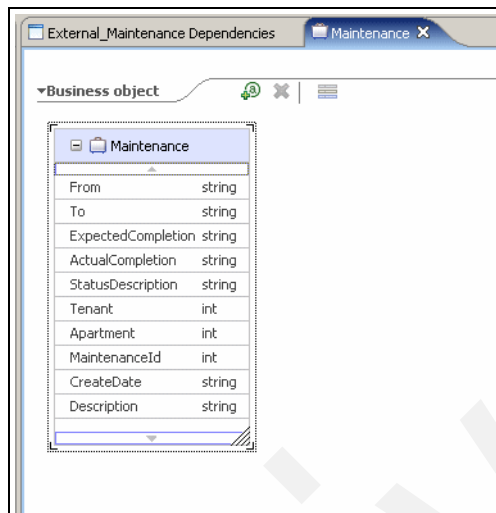 External_Maintenance Dependencies Maintenance
Business object
Maintenance
From string
To string
ExpectedCompletion string
ActualCompletion string
StatusDescription string
Tenant int
Apartment int
MaintenanceId int
CreateDate string
Description string